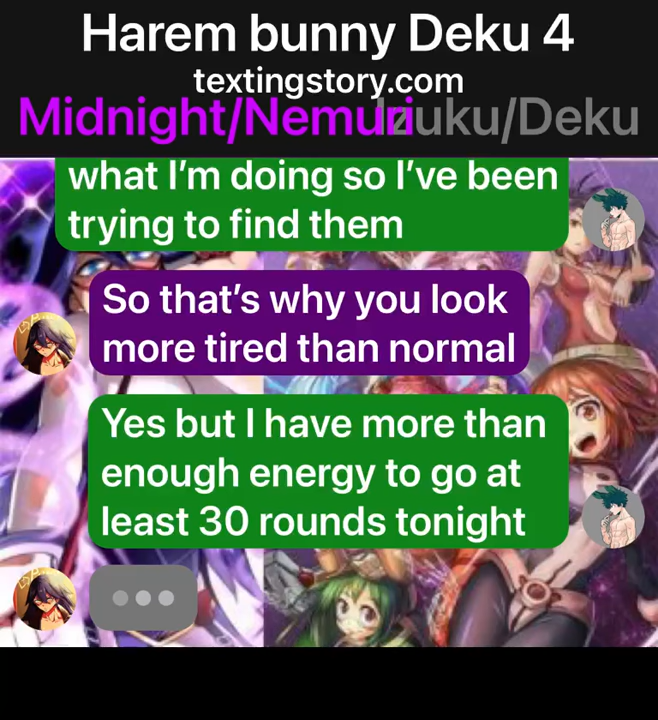 Harem bunny Deku 4
textingstory.com
Midnight/Nemuri Izuku/Deku
what I'm doing so I've been
trying to find them
So that's why you look
more tired than normal
Yes but I have more than
enough energy to go at
least 30 rounds tonight